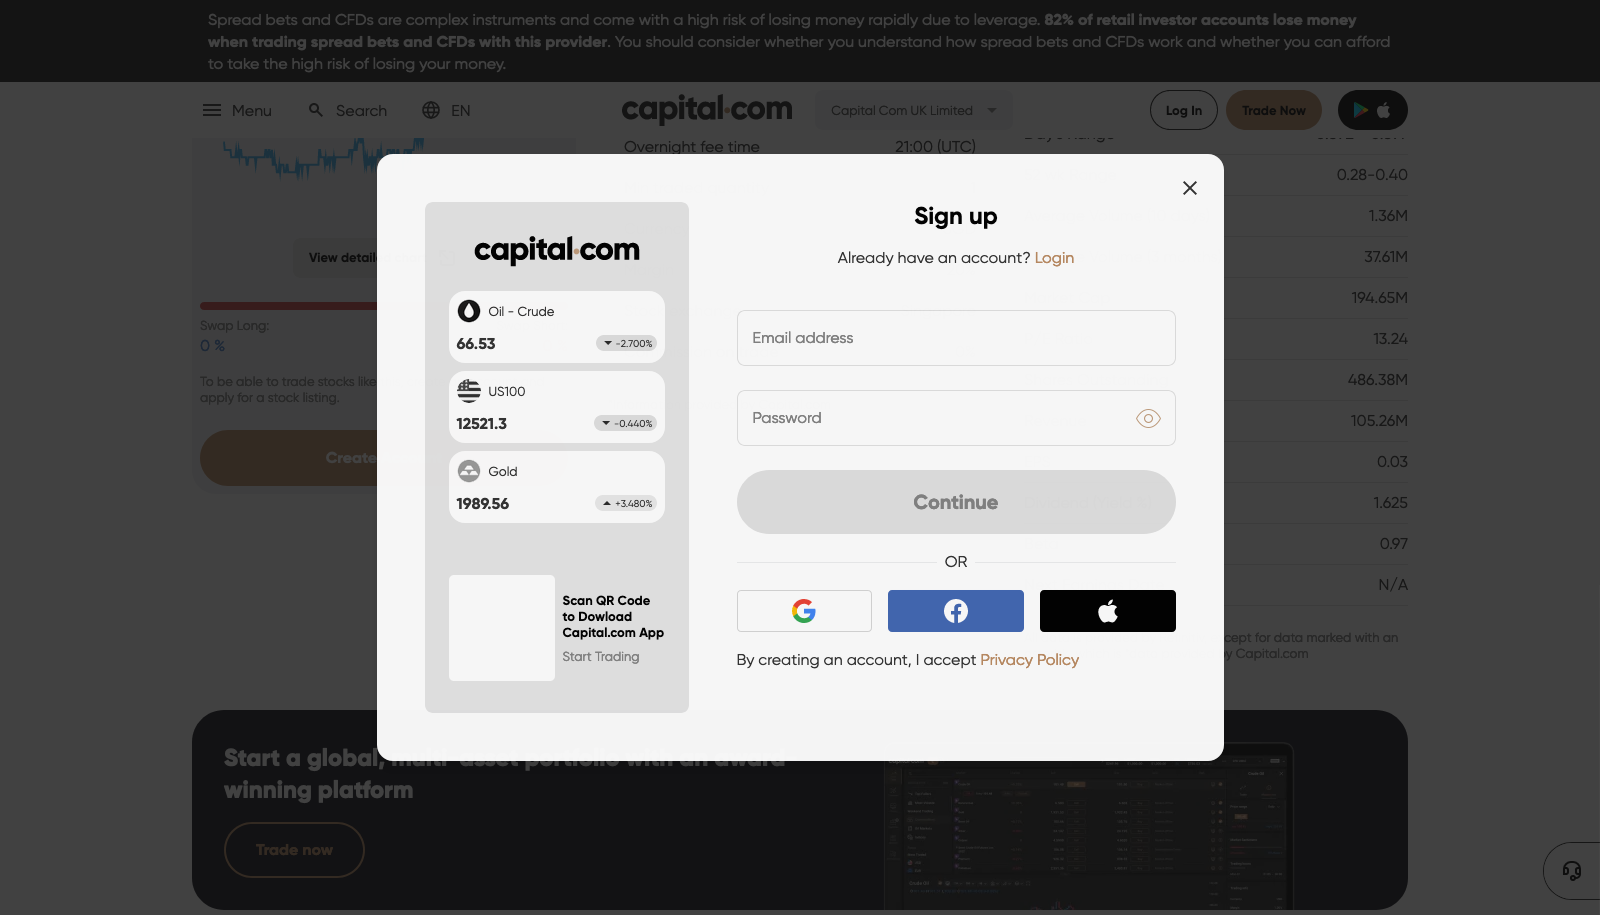 Spread bets and CFDs are complex instruments and come with a high risk of losing money rapidly due to leverage. 82% of retail investor accounts lose money
when trading spread bets and CFDs with this provider. You should consider whether you understand how spread bets and CFDs work and whether you can afford
to take the high risk of losing your money.
Menu
Search
EN
capital.com
Capital Com UK Limited
Log In
Trade Now
Overnight fee time
21:00 (UTC)
0.28-0.40
1.36M
37.61M
194.65M
13.24
486.38M
105.26M
0.03
1.625
0.97
N/A
View detail
Swap Long:
0 %
To be able to trade stocks like
apply for a stock listing.
Create
capital.com
Oil - Crude
66.53
-2.700%
US100
12521.3
-0.440%
Gold
1989.56
+3.480%
Scan QR Code
to Dowload
Capital.com App
Start Trading
Sign up
Already have an account? Login
Email address
Password
Continue
OR
By creating an account, I accept Privacy Policy
cept for data marked with an
by Capital.com
Start a global, multi-asset portfolio with an award
winning platform
Trade now